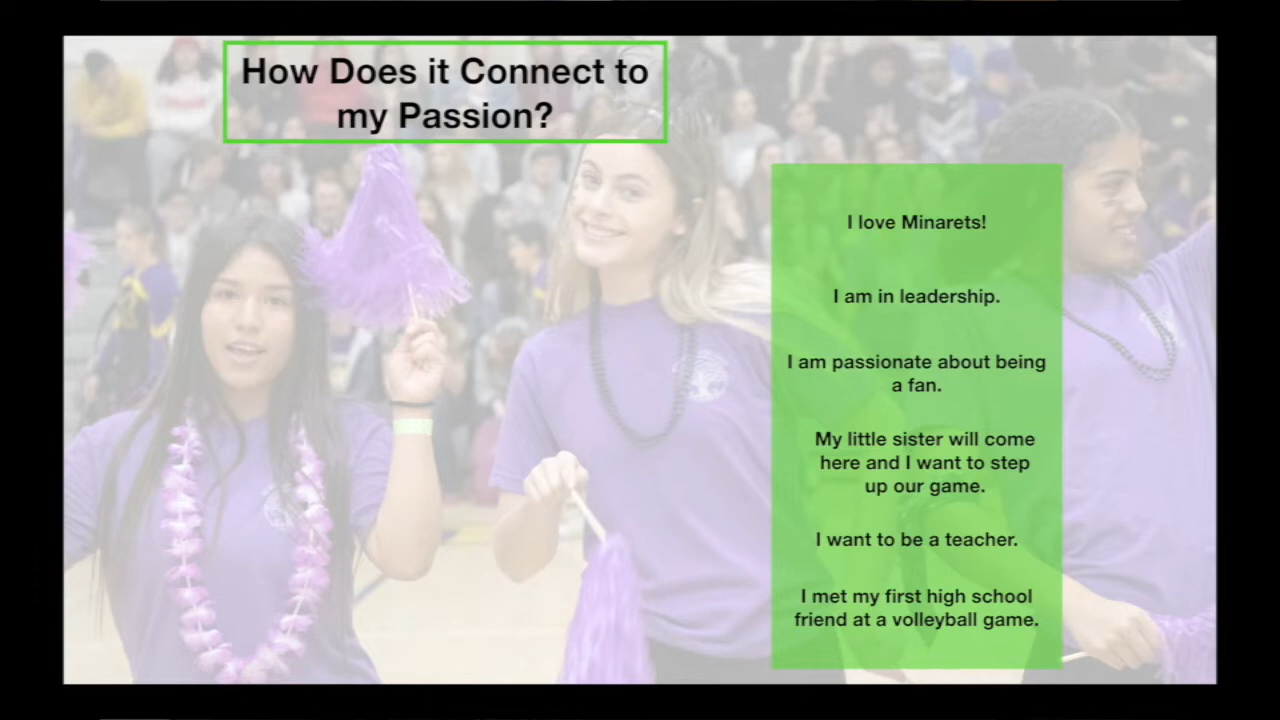 How Does it Connect to
my Passion?
I love Minarets!
I am in leadership.
I am passionate about being
a fan.
My little sister will come
here and I want to step
up our game.
I want to be a teacher.
I met my first high school
friend at a volleyball game.